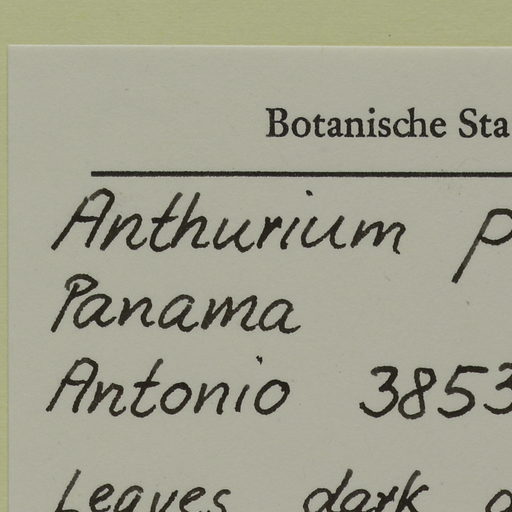 Botanische Sta
Anthurium p
Panama
Antonio 3853
Leaves dark